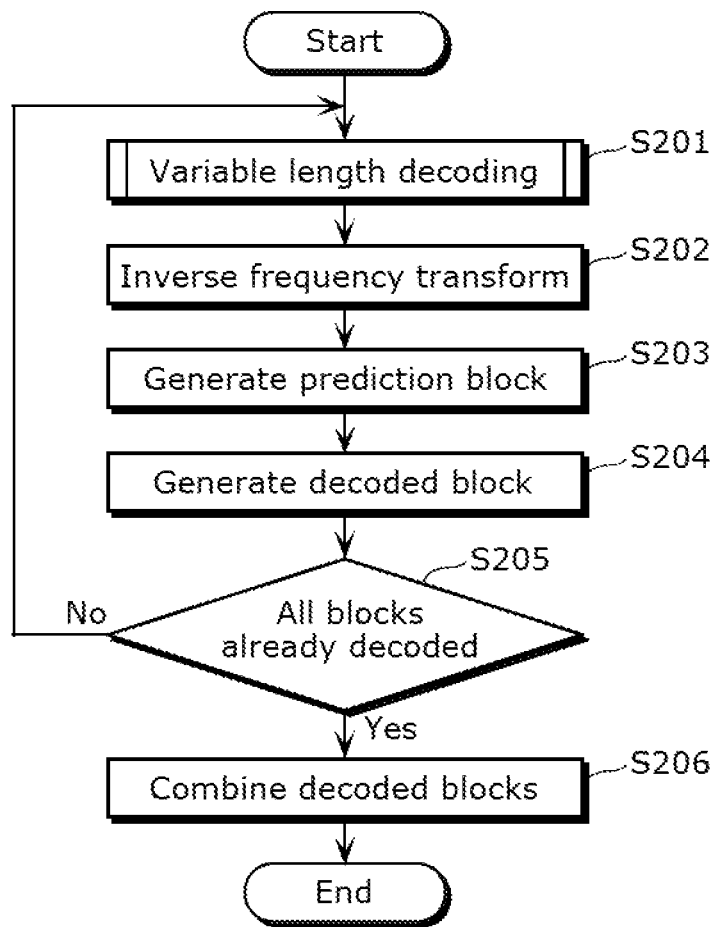 Start
Variable length decoding
S201
Inverse frequency transform
S202
Generate prediction block
S203
Generate decoded block
S204
S205
All blocks
already decoded
No
Yes
Combine decoded blocks
S206
End